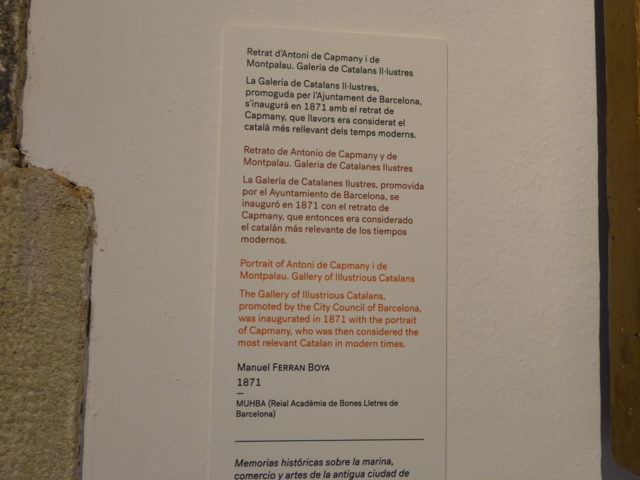 Retrat d'Antoni de Capmany i de
Montpalau. Galeria de Catalans Il·lustres
La Galeria de Catalans Il·lustres,
promoguda per l'Ajuntament de Barcelona,
s'inaugurà en 1871 amb el retrat de
Capmany, que llavors era considerat el
català més rellevant dels temps moderns.
Retrato de Antonio de Capmany y de
Montpalau. Galería de Catalanes Ilustres
La Galería de Catalanes Ilustres, promovida
por el Ayuntamiento de Barcelona, se
inauguró en 1871 con el retrato de
Capmany, que entonces era considerado
el catalán más relevante de los tiempos
modernos.
Portrait of Antoni de Capmany i de
Montpalau. Gallery of Illustrious Catalans
The Gallery of Illustrious Catalans,
promoted by the City Council of Barcelona,
was inaugurated in 1871 with the portrait
of Capmany, who was then considered the
most relevant Catalan in modern times.
Manuel FERRAN BOYA
1871
–
MUHBA (Reial Acadèmia de Bones Lletres de
Barcelona)
Memorias históricas sobre la marina,
comercio y artes de la antigua ciudad de